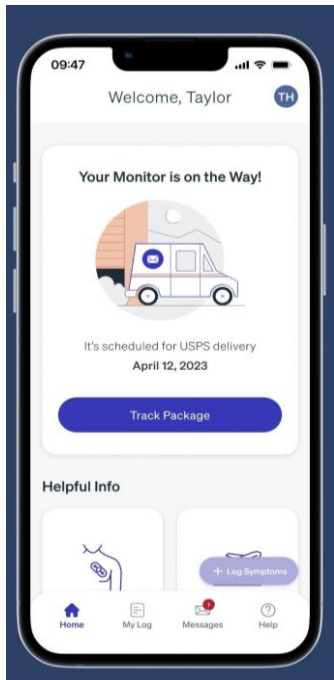 09:47
Welcome, Taylor
TH
Your Monitor is on the Way!
It's scheduled for USPS delivery
April 12, 2023
Track Package
Helpful Info
+ Log Symptoms
Home
My Log
Messages
Help